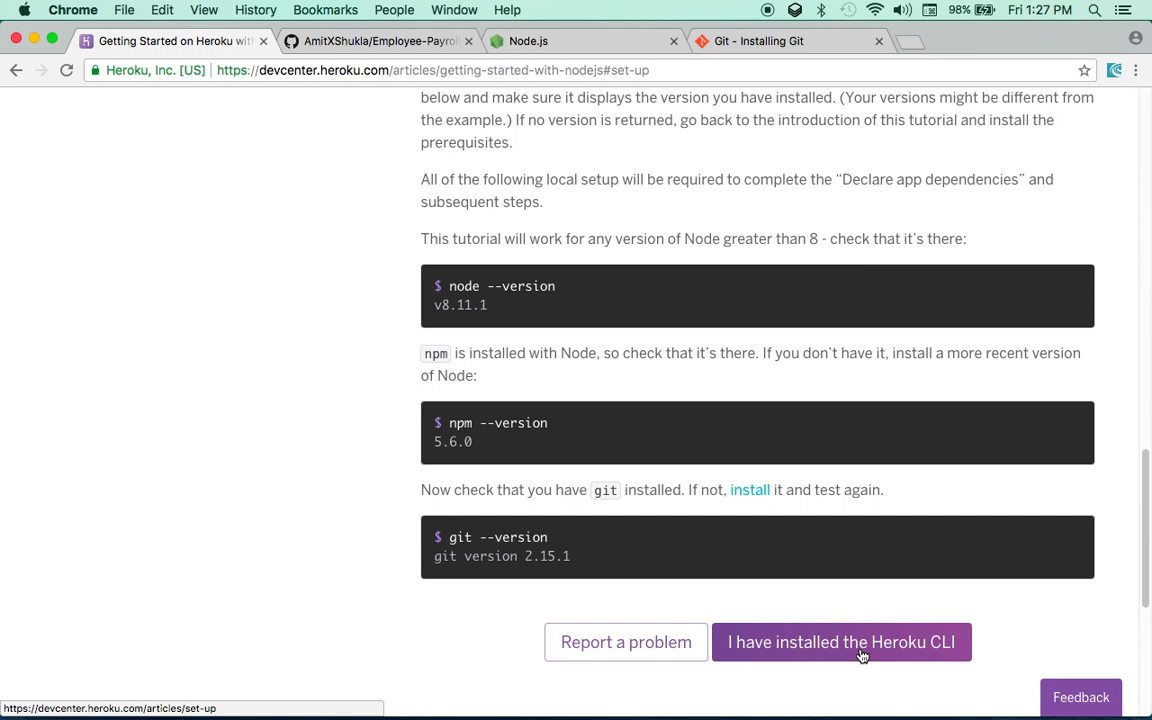 Chrome File Edit View History Bookmarks People Window Help 98% Fri 1:27 PM
Getting Started on Heroku with AmitXShukla/Employee-Payrol Node.js Git - Installing Git
Heroku, Inc. [US] https://devcenter.heroku.com/articles/getting-started-with-nodejs#set-up
below and make sure it displays the version you have installed. (Your versions might be different from
the example.) If no version is returned, go back to the introduction of this tutorial and install the
prerequisites.
All of the following local setup will be required to complete the “Declare app dependencies” and
subsequent steps.
This tutorial will work for any version of Node greater than 8 - check that it’s there:
$ node --version
v8.11.1
npm is installed with Node, so check that it’s there. If you don’t have it, install a more recent version
of Node:
$ npm --version
5.6.0
Now check that you have git installed. If not, install it and test again.
$ git --version
git version 2.15.1
Report a problem I have installed the Heroku CLI
Feedback
https://devcenter.heroku.com/articles/set-up